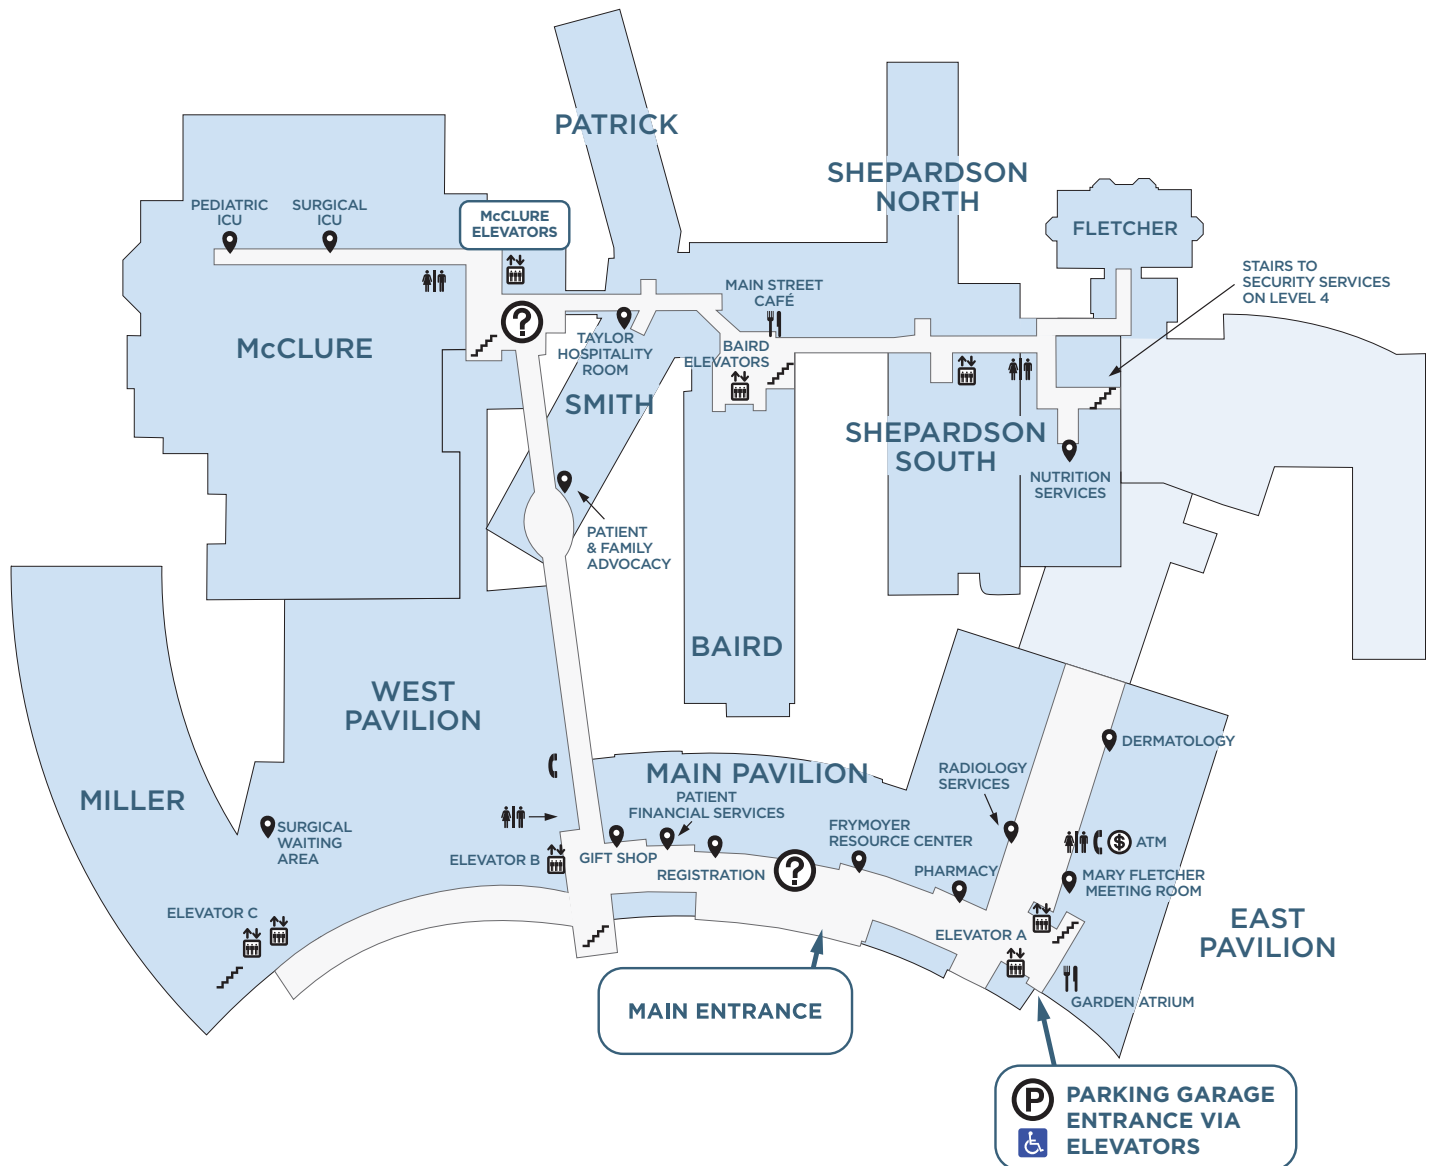 PATRICK
SHEPARDSON
NORTH
PEDIATRIC
ICU
SURGICAL
ICU
McCLURE
ELEVATORS
FLETCHER
STAIRS TO
SECURITY SERVICES
ON LEVEL 4
MAIN STREET
CAFÉ
?
McCLURE
TAYLOR
HOSPITALITY
ROOM
BAIRD
ELEVATORS
SMITH
SHEPARDSON
SOUTH
NUTRITION
SERVICES
PATIENT
& FAMILY
ADVOCACY
BAIRD
WEST
PAVILION
MILLER
MAIN PAVILION
DERMATOLOGY
RADIOLOGY
SERVICES
PATIENT
FINANCIAL SERVICES
SURGICAL
WAITING
AREA
FRYMOYER
RESOURCE CENTER
$ ATM
ELEVATOR B
GIFT SHOP
REGISTRATION
?
PHARMACY
MARY FLETCHER
MEETING ROOM
ELEVATOR C
ELEVATOR A
EAST
PAVILION
GARDEN ATRIUM
MAIN ENTRANCE
P
PARKING GARAGE
ENTRANCE VIA
ELEVATORS